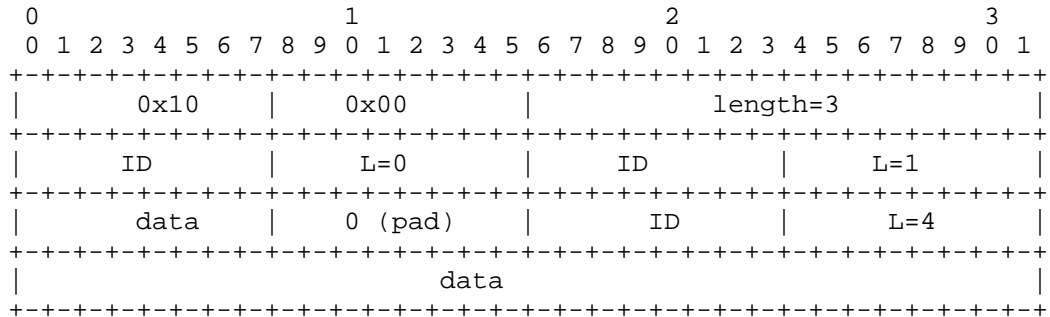 0                   1                   2                   3
 0 1 2 3 4 5 6 7 8 9 0 1 2 3 4 5 6 7 8 9 0 1 2 3 4 5 6 7 8 9 0 1
+-+-+-+-+-+-+-+-+-+-+-+-+-+-+-+-+-+-+-+-+-+-+-+-+-+-+-+-+-+-+-+-+
|       0x10    |    0x00       |           length=3            |
+-+-+-+-+-+-+-+-+-+-+-+-+-+-+-+-+-+-+-+-+-+-+-+-+-+-+-+-+-+-+-+-+
|      ID       |     L=0       |     ID        |     L=1       |
+-+-+-+-+-+-+-+-+-+-+-+-+-+-+-+-+-+-+-+-+-+-+-+-+-+-+-+-+-+-+-+-+
|       data    |    0 (pad)    |       ID      |      L=4      |
+-+-+-+-+-+-+-+-+-+-+-+-+-+-+-+-+-+-+-+-+-+-+-+-+-+-+-+-+-+-+-+-+
|                          data                                 |
+-+-+-+-+-+-+-+-+-+-+-+-+-+-+-+-+-+-+-+-+-+-+-+-+-+-+-+-+-+-+-+-+